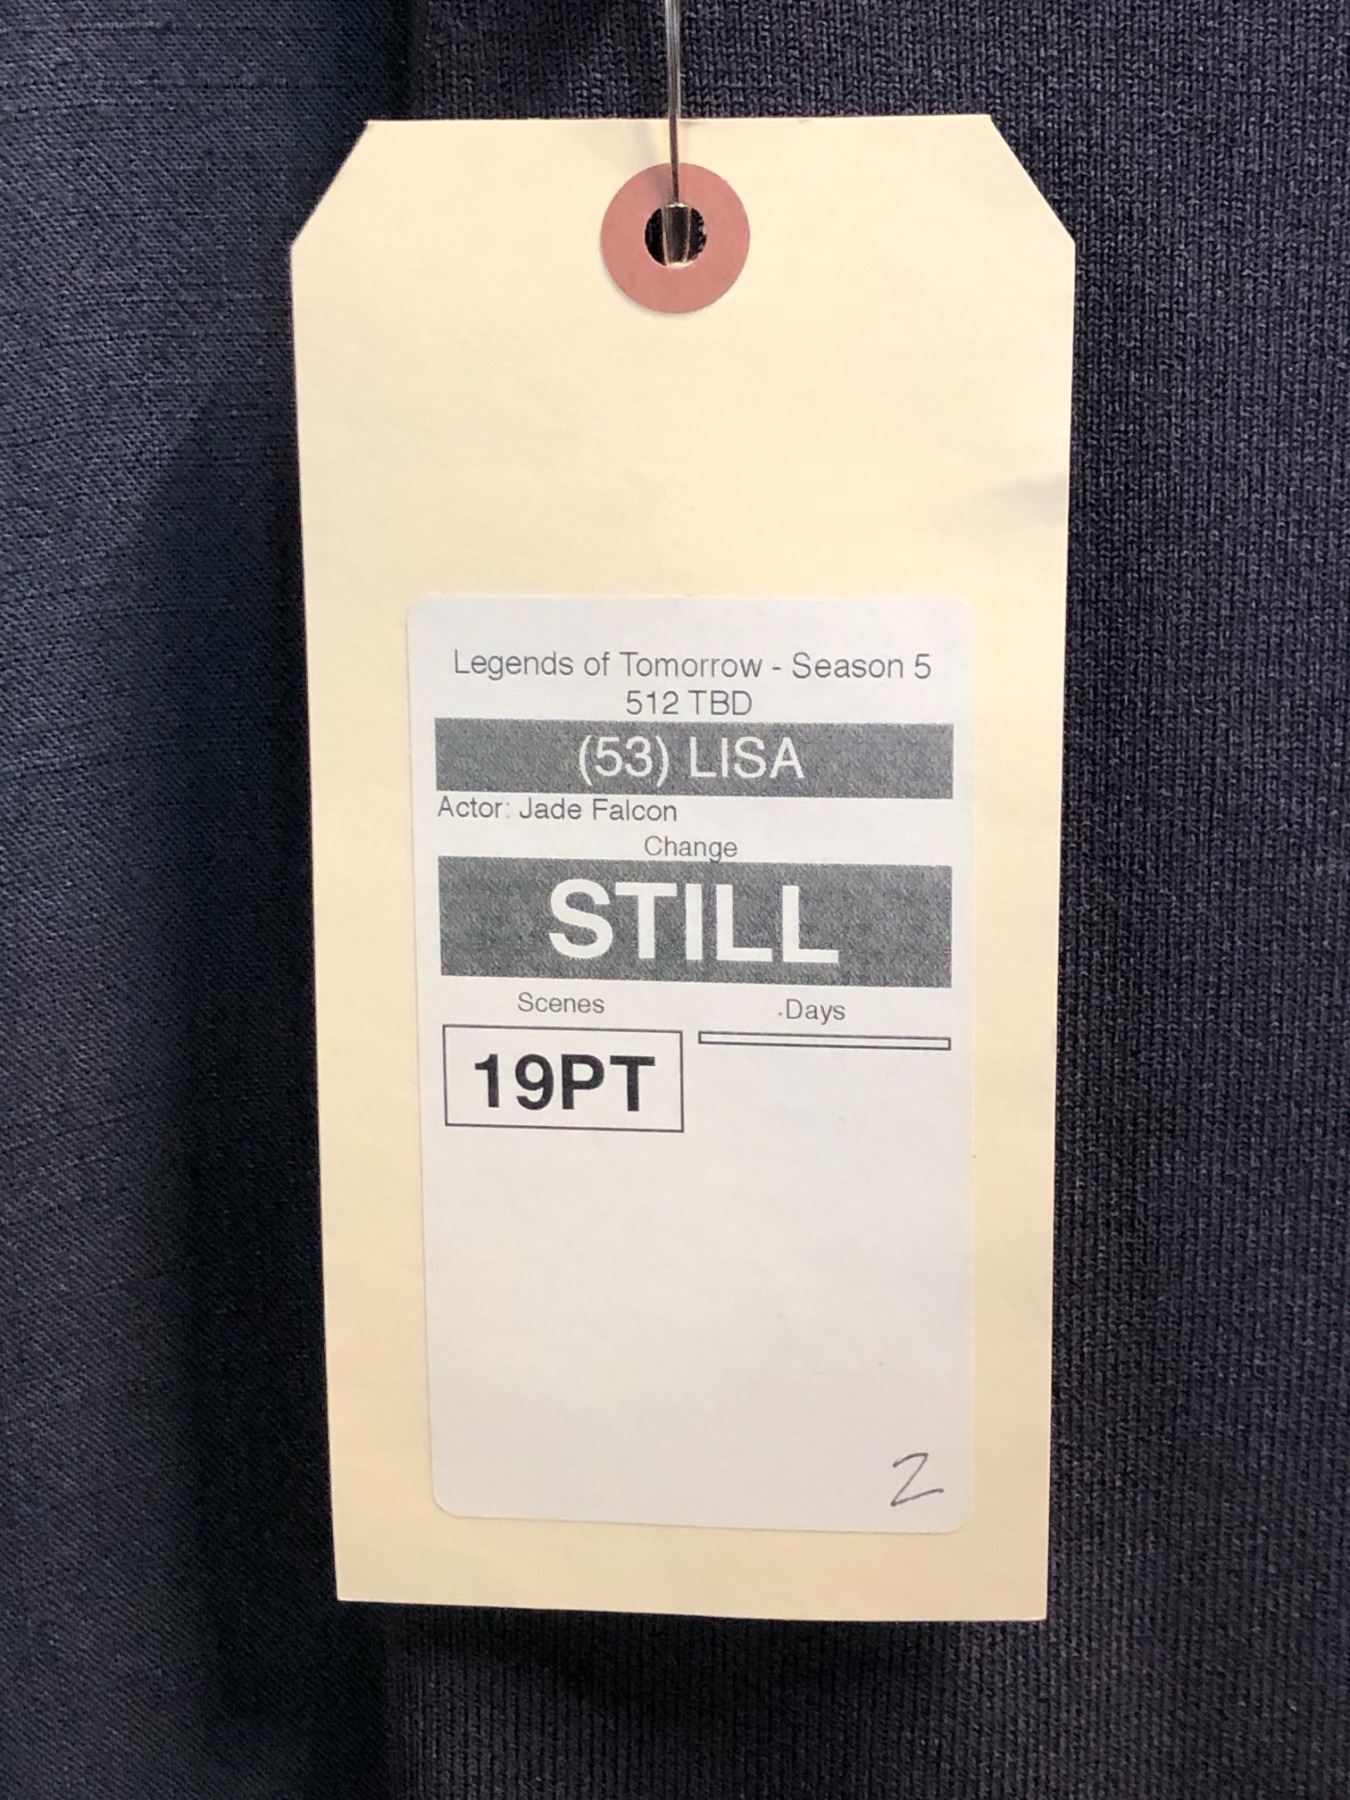 Legends of Tomorrow - Season 5
512 TBD
(53) LISA
Actor: Jade Falcon
Change
STILL
Scenes Days
19PT
2